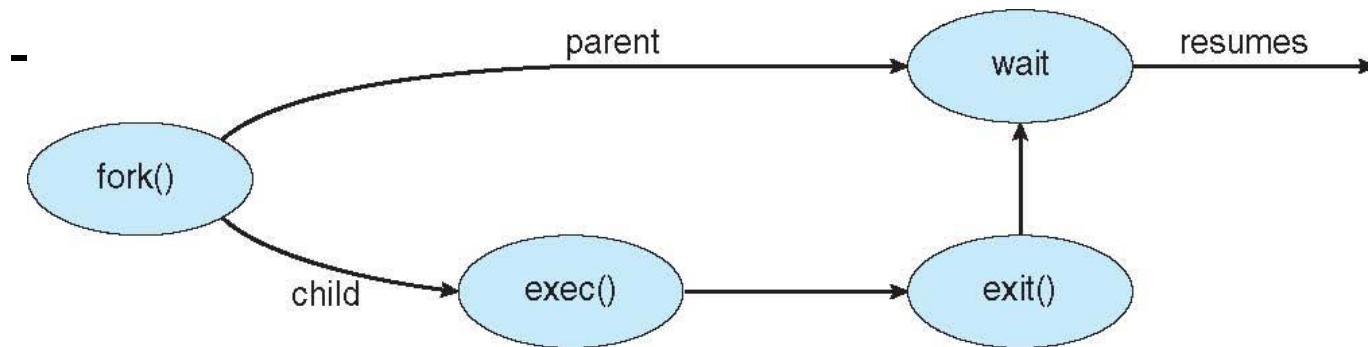 -
parent
wait
resumes
fork()
child
exec()
exit()